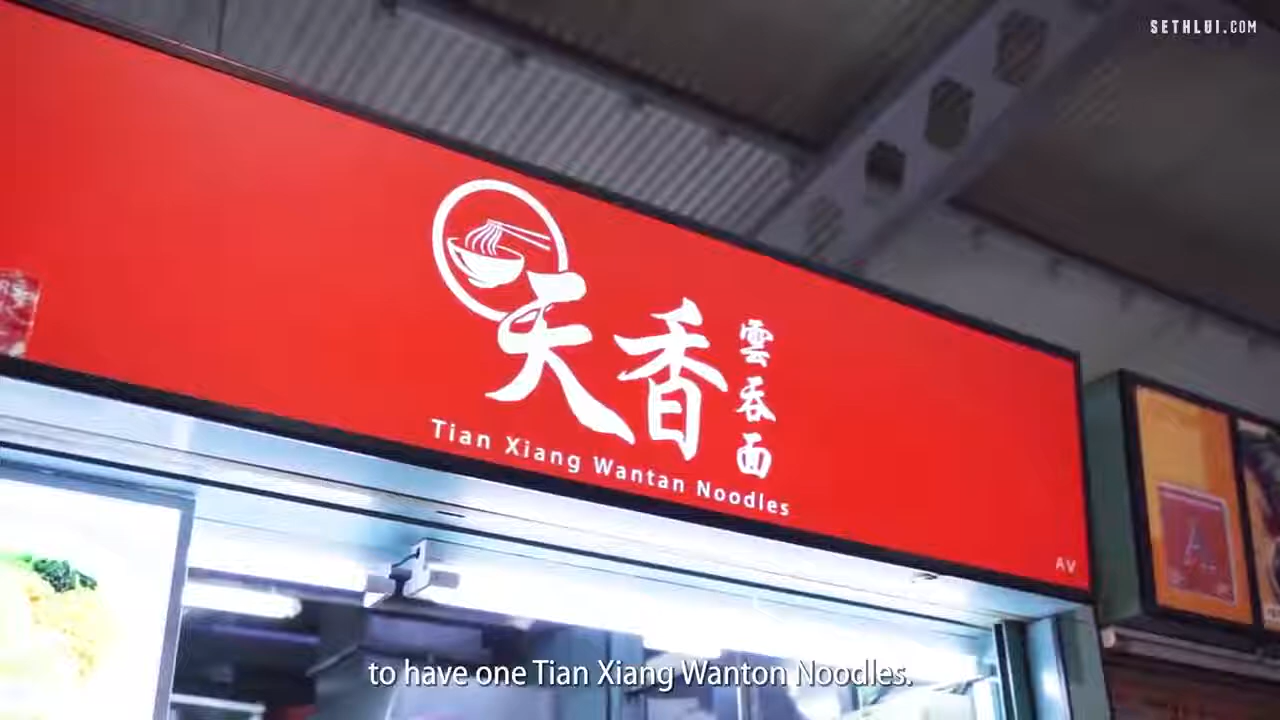 SETHLUI.COM
天香
雲吞面
Tian Xiang Wantan Noodles
AV
to have one Tian Xiang Wanton Noodles.